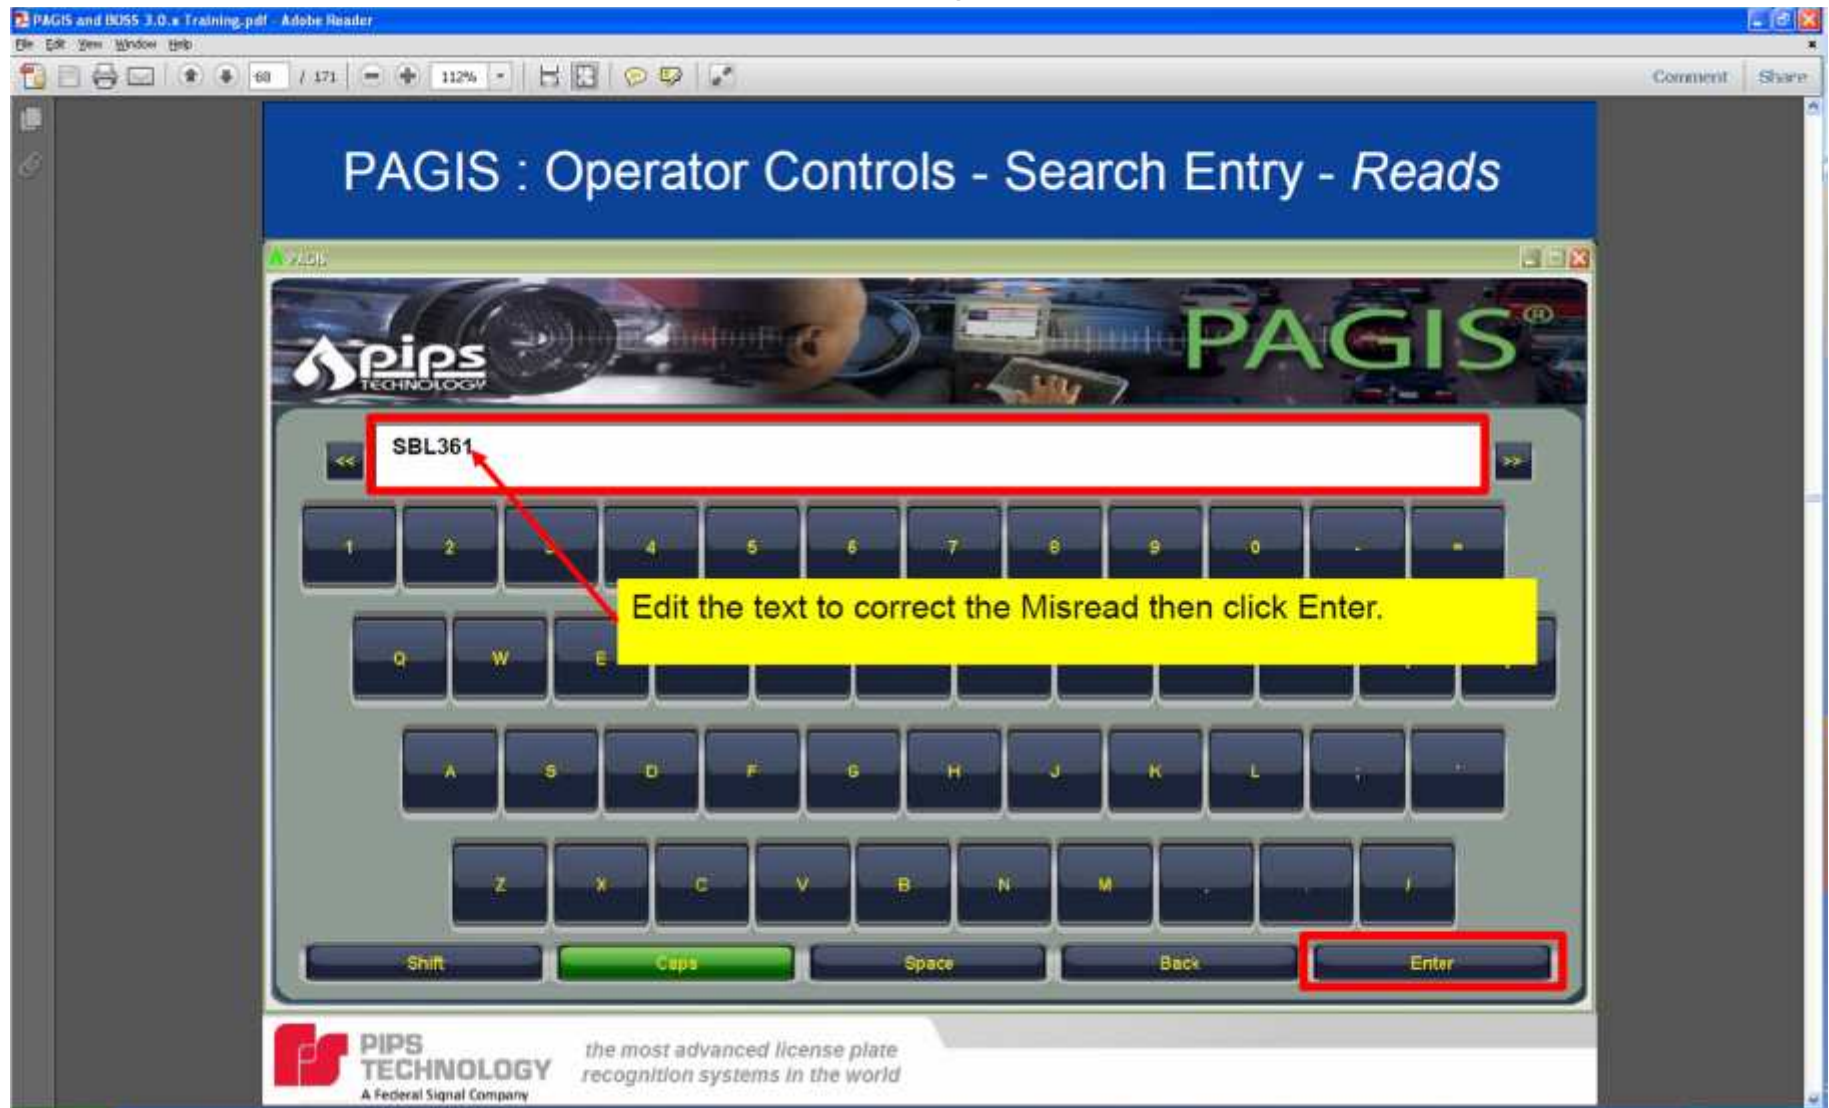 PAGIS and BOSS 3.0.x Training.pdf - Adobe Reader
File Edit View Window Help
68 / 171 112% Comment Share
PAGIS : Operator Controls - Search Entry - Reads
PAGIS
pips
TECHNOLOGY
PAGIS®
<< SBL361 >>
1 2 3 4 5 6 7 8 9 0 - =
Edit the text to correct the Misread then click Enter.
Q W E
A S D F G H J K L ; '
Z X C V B N M , . /
Shift Caps Space Back Enter
PIPS
TECHNOLOGY
A Federal Signal Company
the most advanced license plate
recognition systems in the world